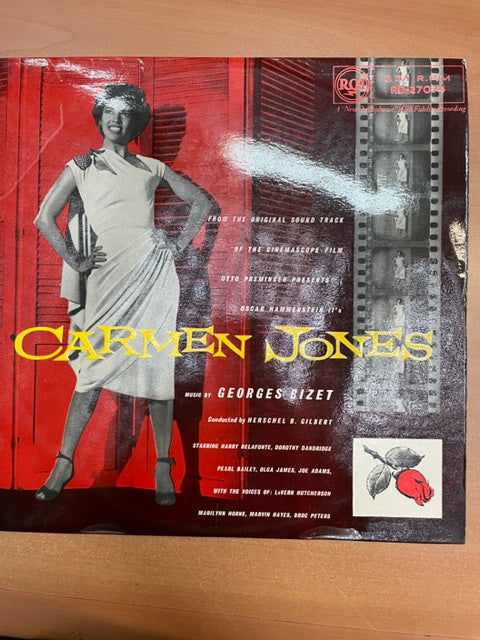 RCA
33⅓ R.P.M
RD-27075
A "New Orthophonic" High Fidelity Recording
FROM THE ORIGINAL SOUND TRACK
OF THE CINEMASCOPE FILM
OTTO PREMINGER PRESENTS
OSCAR HAMMERSTEIN II's
CARMEN JONES
MUSIC BY GEORGES BIZET
Conducted by HERSCHEL B. GILBERT
STARRING HARRY BELAFONTE, DOROTHY DANDRIDGE
PEARL BAILEY, OLGA JAMES, JOE ADAMS,
WITH THE VOICES OF: LeVERN HUTCHERSON
MARILYNN HORNE, MARVIN HAYES, BROC PETERS